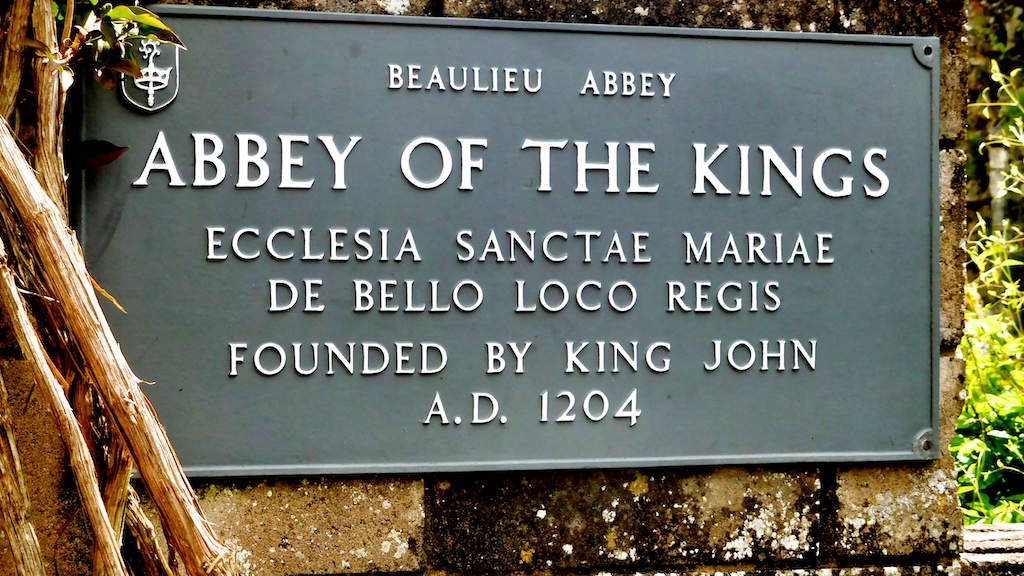 BEAULIEU ABBEY
ABBEY OF THE KINGS
ECCLESIA SANCTAE MARIAE
DE BELLO LOCO REGIS
FOUNDED BY KING JOHN
A.D. 1204